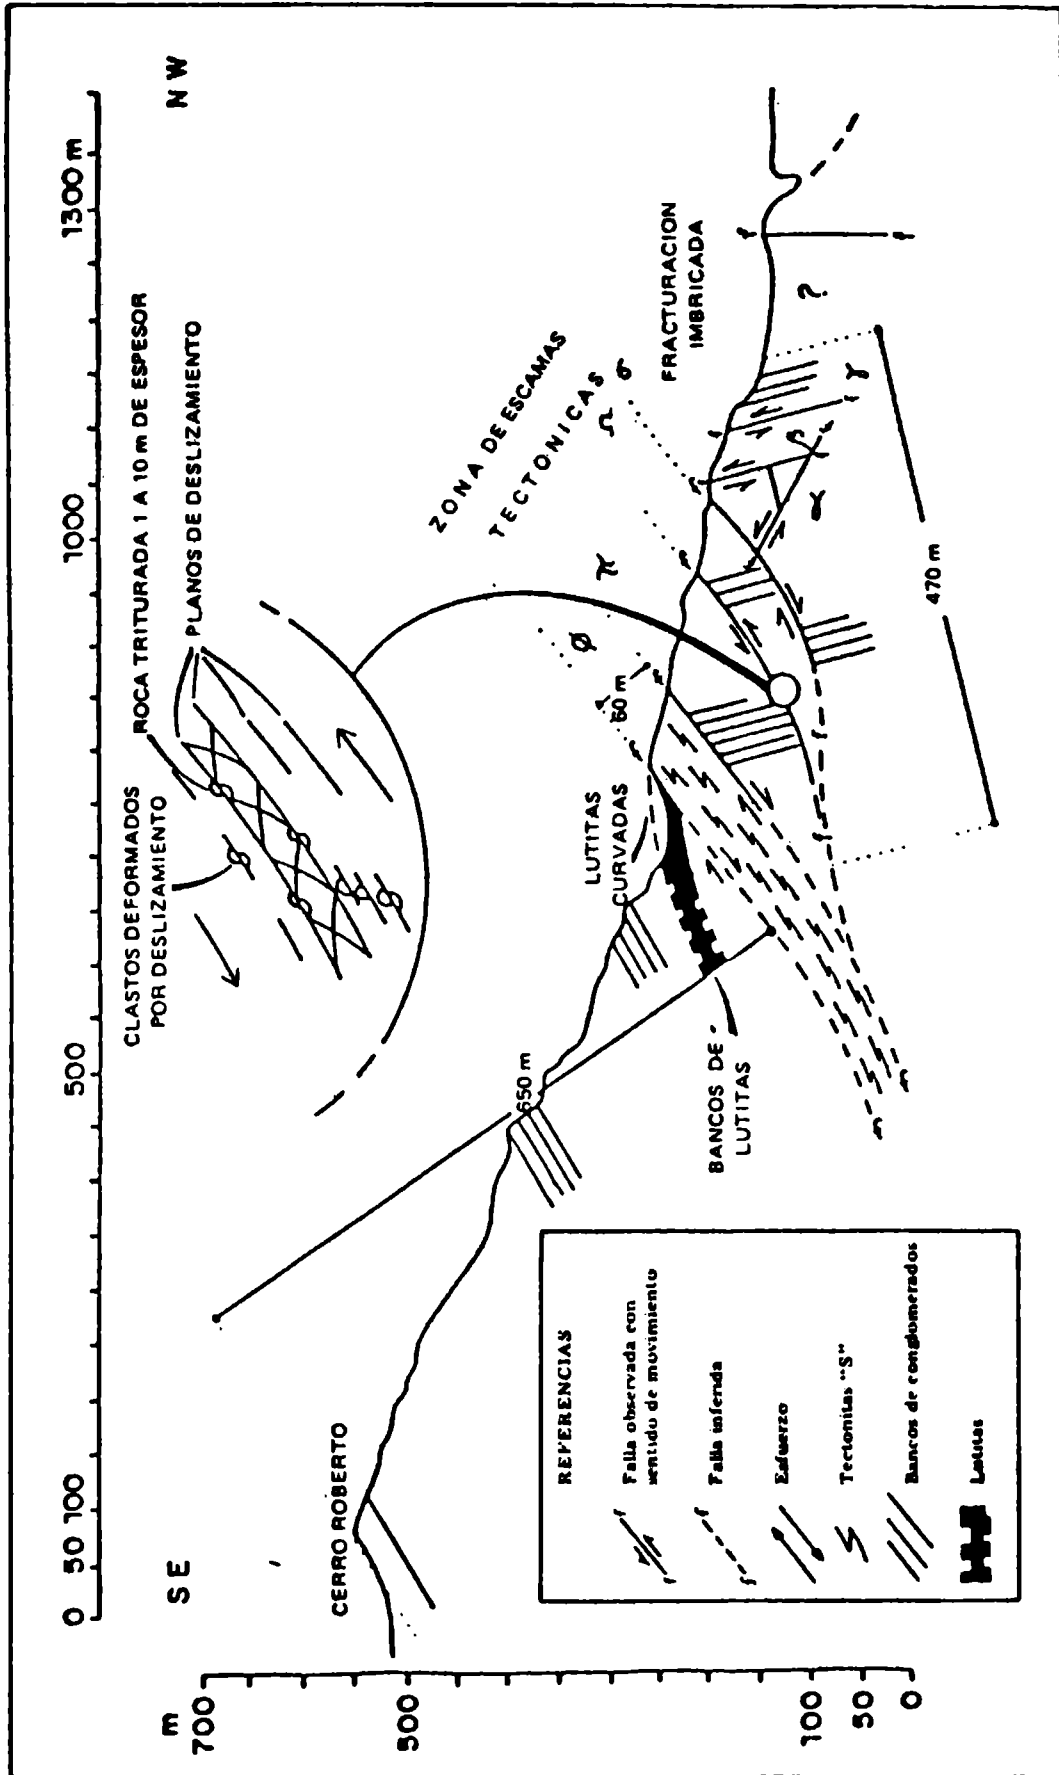 0 50 100 500 1000 1300 m
SE
NW
m
700
500
100
50
0
CERRO ROBERTO
CLASTOS DEFORMADOS
POR DESLIZAMIENTO
ROCA TRITURADA 1 A 10 m DE ESPESOR
PLANOS DE DESLIZAMIENTO
ZONA DE ESCAMAS
TECTONICAS
FRACTURACION
IMBRICADA
650 m
LUTITAS
CURVADAS
60 m
Ø
π
Ω
σ
BANCOS DE
LUTITAS
α
β
γ
?
470 m
REFERENCIAS
Falla observada con
sentido de movimiento
Falla inferida
Esfuerzo
Tectonitas "S"
Bancos de conglomerados
Lutitas